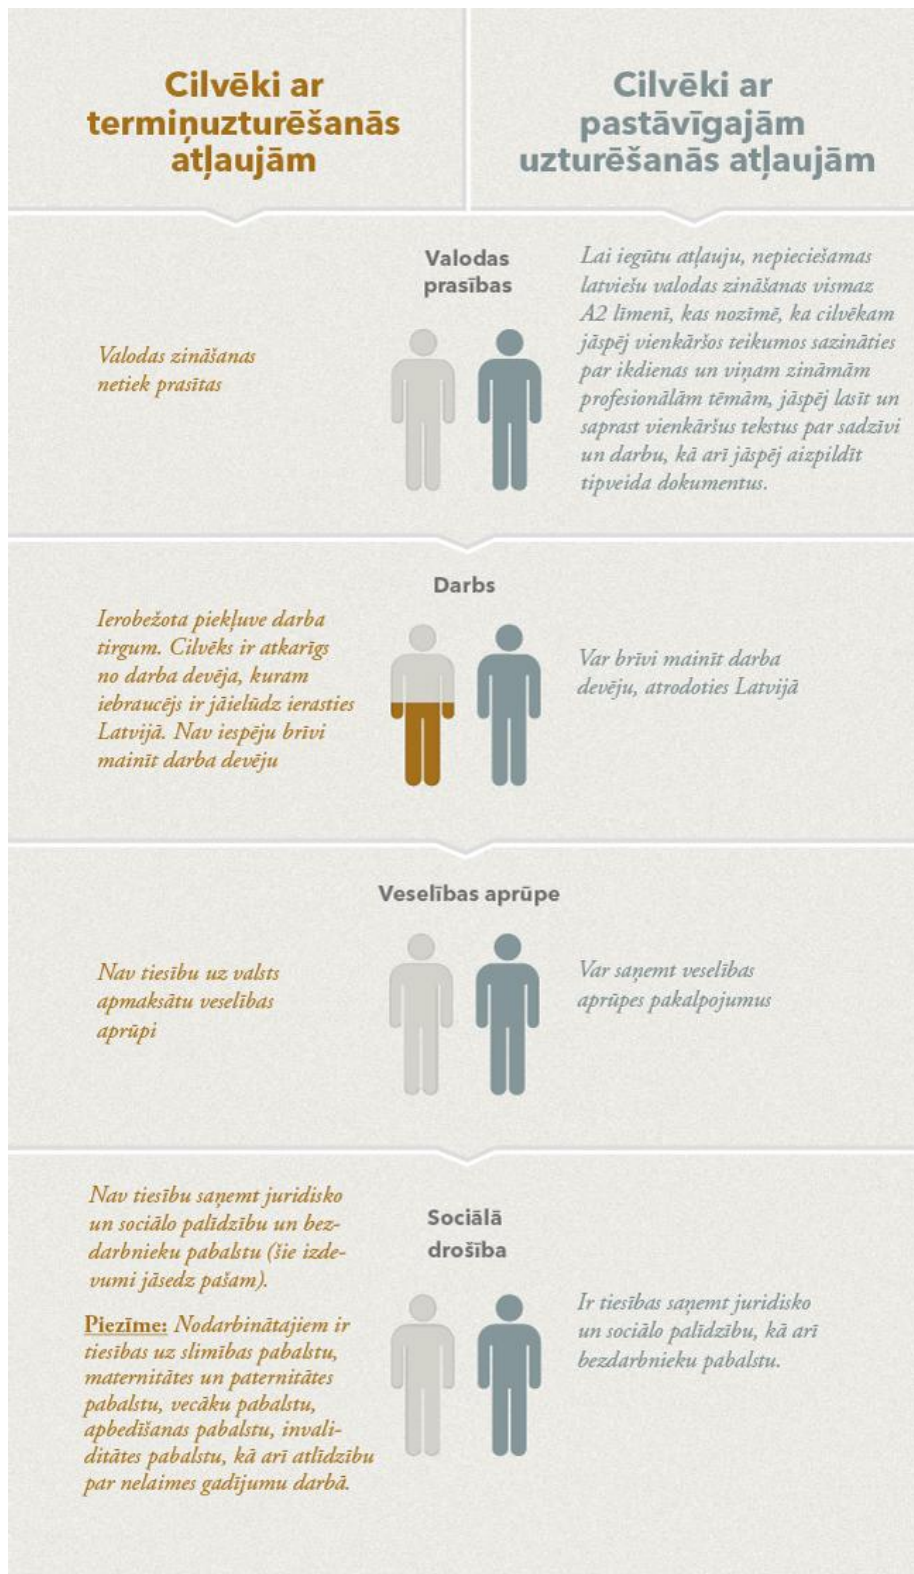 Cilvēki ar
termiņuzturēšanās
atļaujām
Cilvēki ar
pastāvīgajām
uzturēšanās atļaujām
Valodas
prasības
Valodas zināšanas
netiek prasītas
Lai iegūtu atļauju, nepieciešamas
latviešu valodas zināšanas vismaz
A2 līmenī, kas nozīmē, ka cilvēkam
jāspēj vienkāršos teikumos sazināties
par ikdienas un viņam zināmām
profesionālām tēmām, jāspēj lasīt un
saprast vienkāršus tekstus par sadzīvi
un darbu, kā arī jāspēj aizpildīt
tipveida dokumentus.
Darbs
Ierobežota piekļuve darba
tirgum. Cilvēks ir atkarīgs
no darba devēja, kuram
iebraucējs ir jāielūdz ierasties
Latvijā. Nav iespēju brīvi
mainīt darba devēju
Var brīvi mainīt darba
devēju, atrodoties Latvijā
Veselības aprūpe
Nav tiesību uz valsts
apmaksātu veselības
aprūpi
Var saņemt veselības
aprūpes pakalpojumus
Sociālā
drošība
Nav tiesību saņemt juridisko
un sociālo palīdzību un bez-
darbnieku pabalstu (šie izde-
vumi jāsedz pašam).
Piezīme: Nodarbinātajiem ir
tiesības uz slimības pabalstu,
maternitātes un paternitātes
pabalstu, vecāku pabalstu,
apbedīšanas pabalstu, invali-
ditātes pabalstu, kā arī atlīdzību
par nelaimes gadījumu darbā.
Ir tiesības saņemt juridisko
un sociālo palīdzību, kā arī
bezdarbnieku pabalstu.